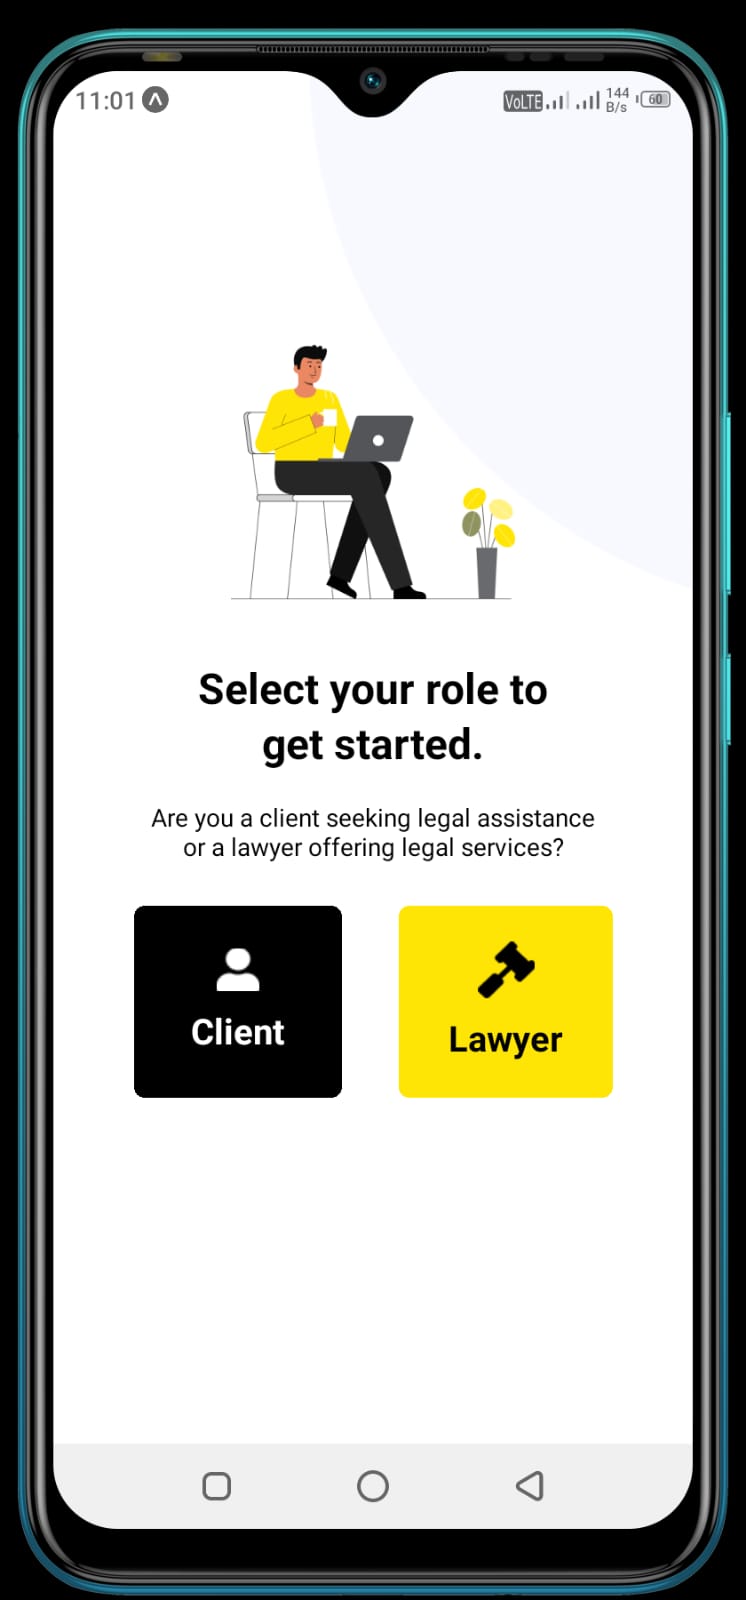 11:01
VoLTE
144
B/s
60
Select your role to
get started.
Are you a client seeking legal assistance
or a lawyer offering legal services?
Client
Lawyer